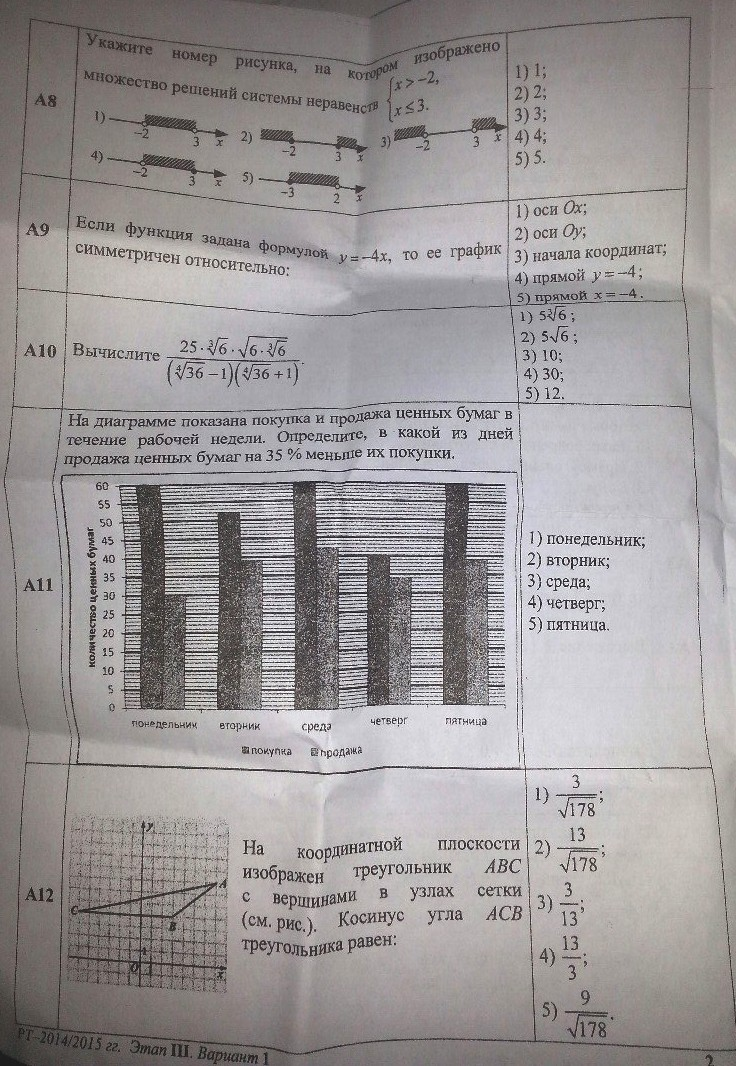 А8
Укажите номер рисунка, на котором изображено
множество решений системы неравенств { x > −2, x ≤ 3.
1) −2 3 x 2) −2 3 x 3) −2 3 x
4) −2 3 x 5) −3 2 x
1) 1;
2) 2;
3) 3;
4) 4;
5) 5.
А9
Если функция задана формулой y = −4x, то ее график
симметричен относительно:
1) оси Ox;
2) оси Oy;
3) начала координат;
4) прямой y = −4;
5) прямой x = −4.
А10
Вычислите (25·∛6·√(6·∛6)) / ((∜36 − 1)(∜36 + 1)).
1) 5∛6;
2) 5√6;
3) 10;
4) 30;
5) 12.
А11
На диаграмме показана покупка и продажа ценных бумаг в
течение рабочей недели. Определите, в какой из дней
продажа ценных бумаг на 35 % меньше их покупки.
количество ценных бумаг
60
55
50
45
40
35
30
25
20
15
10
5
0
понедельник вторник среда четверг пятница
покупка продажа
1) понедельник;
2) вторник;
3) среда;
4) четверг;
5) пятница.
А12
y
A
C
B
1
O
x
На координатной плоскости
изображен треугольник ABC
с вершинами в узлах сетки
(см. рис.). Косинус угла ACB
треугольника равен:
1) 3/√178;
2) 13/√178;
3) 3/13;
4) 13/3;
5) 9/√178.
РТ–2014/2015 гг. Этап III. Вариант 1
2